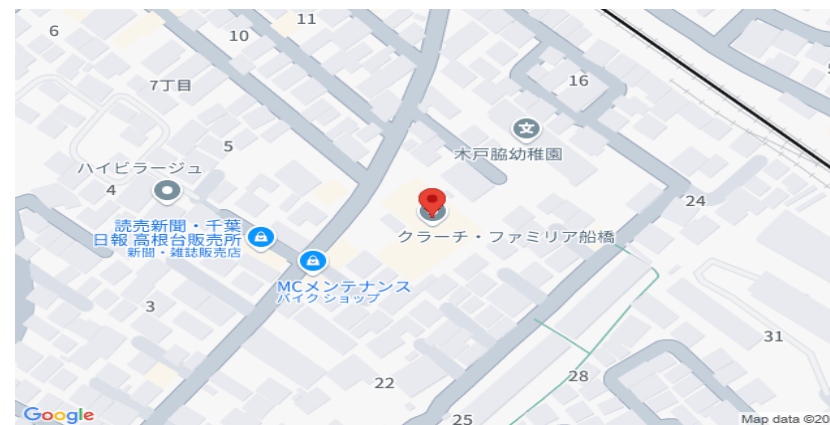 6
11
10
7丁目
16
5
木戸脇幼稚園
ハイビラージュ
4
24
読売新聞・千葉
日報 高根台販売所
新聞・雑誌販売店
クラーチ・ファミリア船橋
MCメンテナンス
バイク ショップ
3
31
22
28
25
Google
Map data ©20